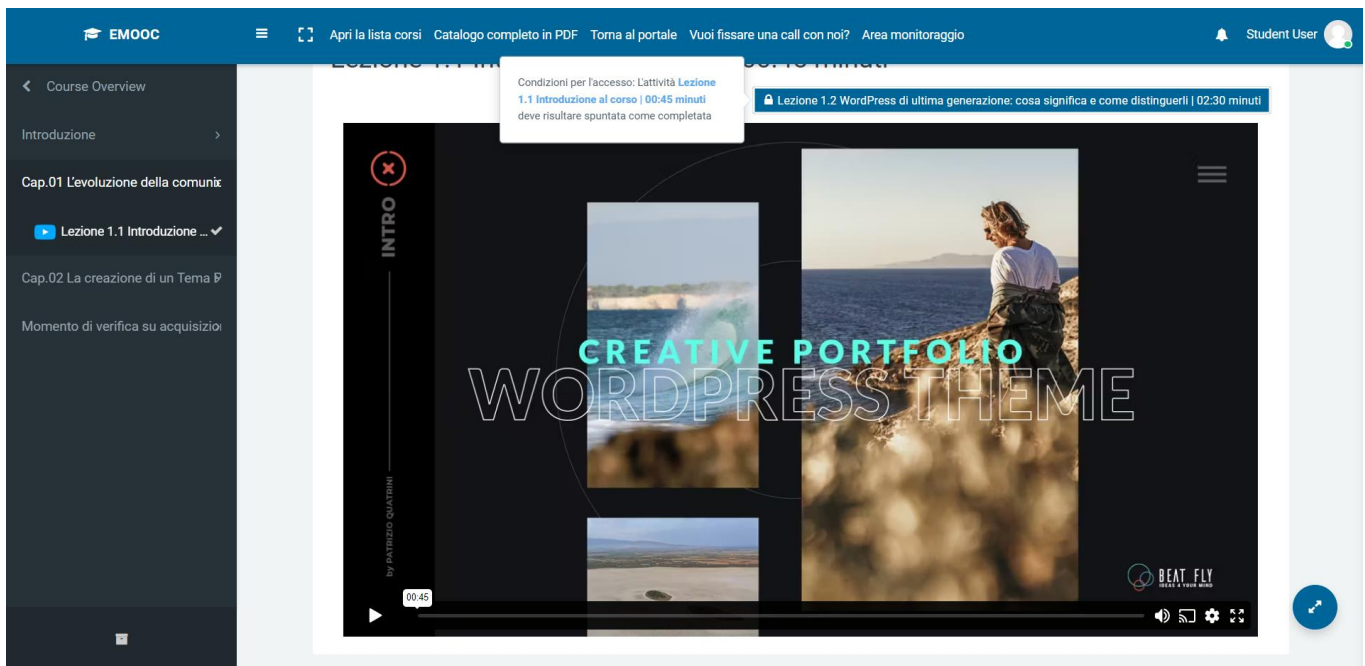 EMOOC
Apri la lista corsi Catalogo completo in PDF Torna al portale Vuoi fissare una call con noi? Area monitoraggio
Student User
Course Overview
Introduzione
Cap.01 L'evoluzione della
Lezione 1.1 Introduzione ...
Cap.02 La creazione di un Tema
Momento di verifica su
Lezione 1.1
Condizioni per l'accesso: L'attività Lezione
1.1 Introduzione al corso | 00:45 minuti
deve risultare spuntata come completata
Lezione 1.2 WordPress di ultima generazione: cosa significa e come distinguerli | 02:30 minuti
INTRO
by PATRIZIO QUATRINI
CREATIVE PORTFOLIO
WORDPRESS THEME
BEAT FLY
IDEAS 4 YOUR MIND
00:45